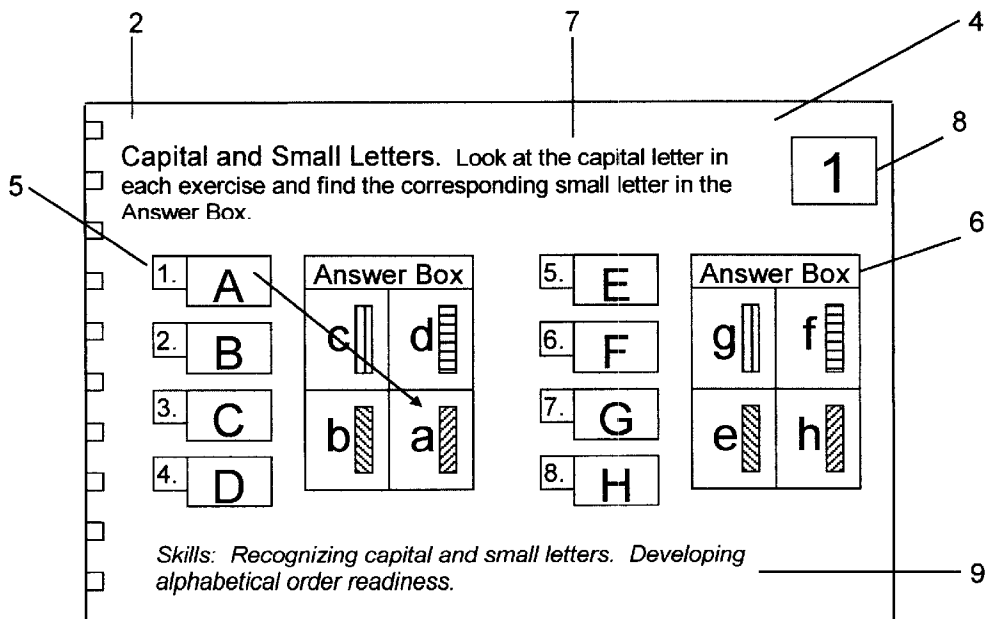 2 7 4
8
Capital and Small Letters. Look at the capital letter in
each exercise and find the corresponding small letter in the
Answer Box.
1
5
6
1. A
2. B
3. C
4. D
Answer Box
c d
b a
5. E
6. F
7. G
8. H
Answer Box
g f
e h
Skills: Recognizing capital and small letters. Developing
alphabetical order readiness.
9